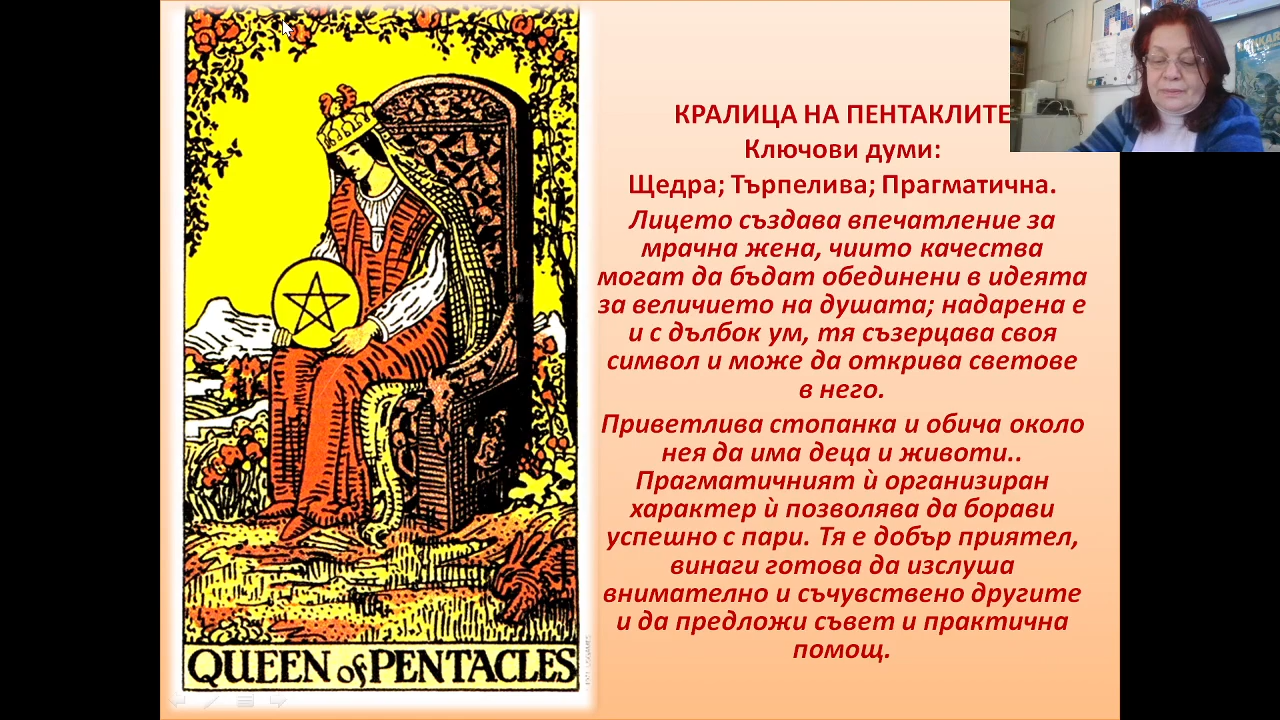 КРАЛИЦА НА ПЕНТАКЛИТЕ
Ключови думи:
Щедра; Търпелива; Прагматична.
Лицето създава впечатление за
мрачна жена, чиито качества
могат да бъдат обединени в идеята
за величието на душата; надарена е
и с дълбок ум, тя съзерцава своя
символ и може да открива светове
в него.
Приветлива стопанка и обича около
нея да има деца и животи..
Прагматичният ѝ организиран
характер ѝ позволява да борави
успешно с пари. Тя е добър приятел,
винаги готова да изслуша
внимателно и съчувствено другите
и да предложи съвет и практична
помощ.
QUEEN of PENTACLES